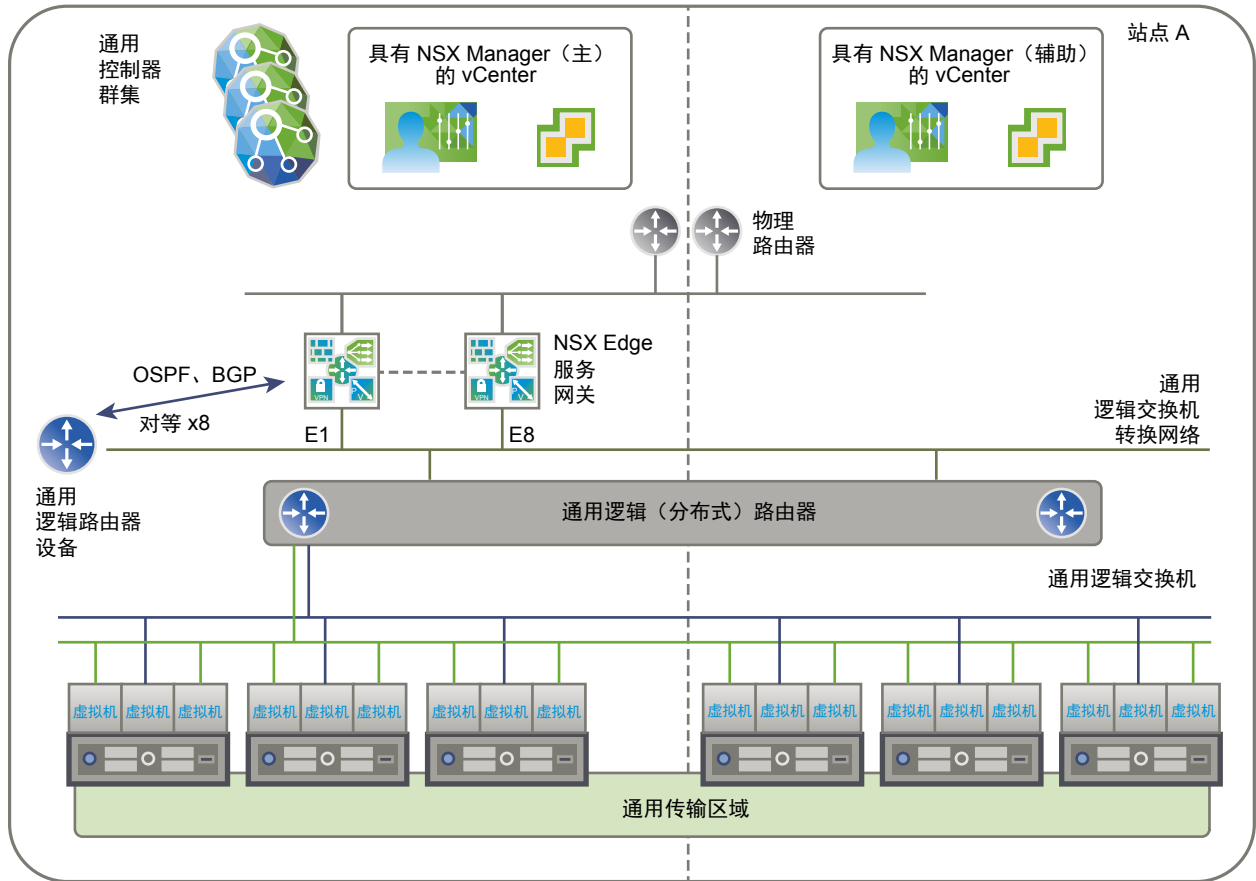 通用
控制器
群集
具有 NSX Manager（主）
的 vCenter
具有 NSX Manager（辅助）
的 vCenter
站点 A
物理
路由器
NSX Edge
服务
网关
VPN
V
VPN
V
OSPF、BGP
对等 x8
E1
E8
通用
逻辑交换机
转换网络
通用
逻辑路由器
设备
通用逻辑（分布式）路由器
通用逻辑交换机
虚拟机 虚拟机 虚拟机 虚拟机 虚拟机 虚拟机 虚拟机 虚拟机 虚拟机 虚拟机 虚拟机 虚拟机 虚拟机 虚拟机 虚拟机 虚拟机 虚拟机 虚拟机
通用传输区域